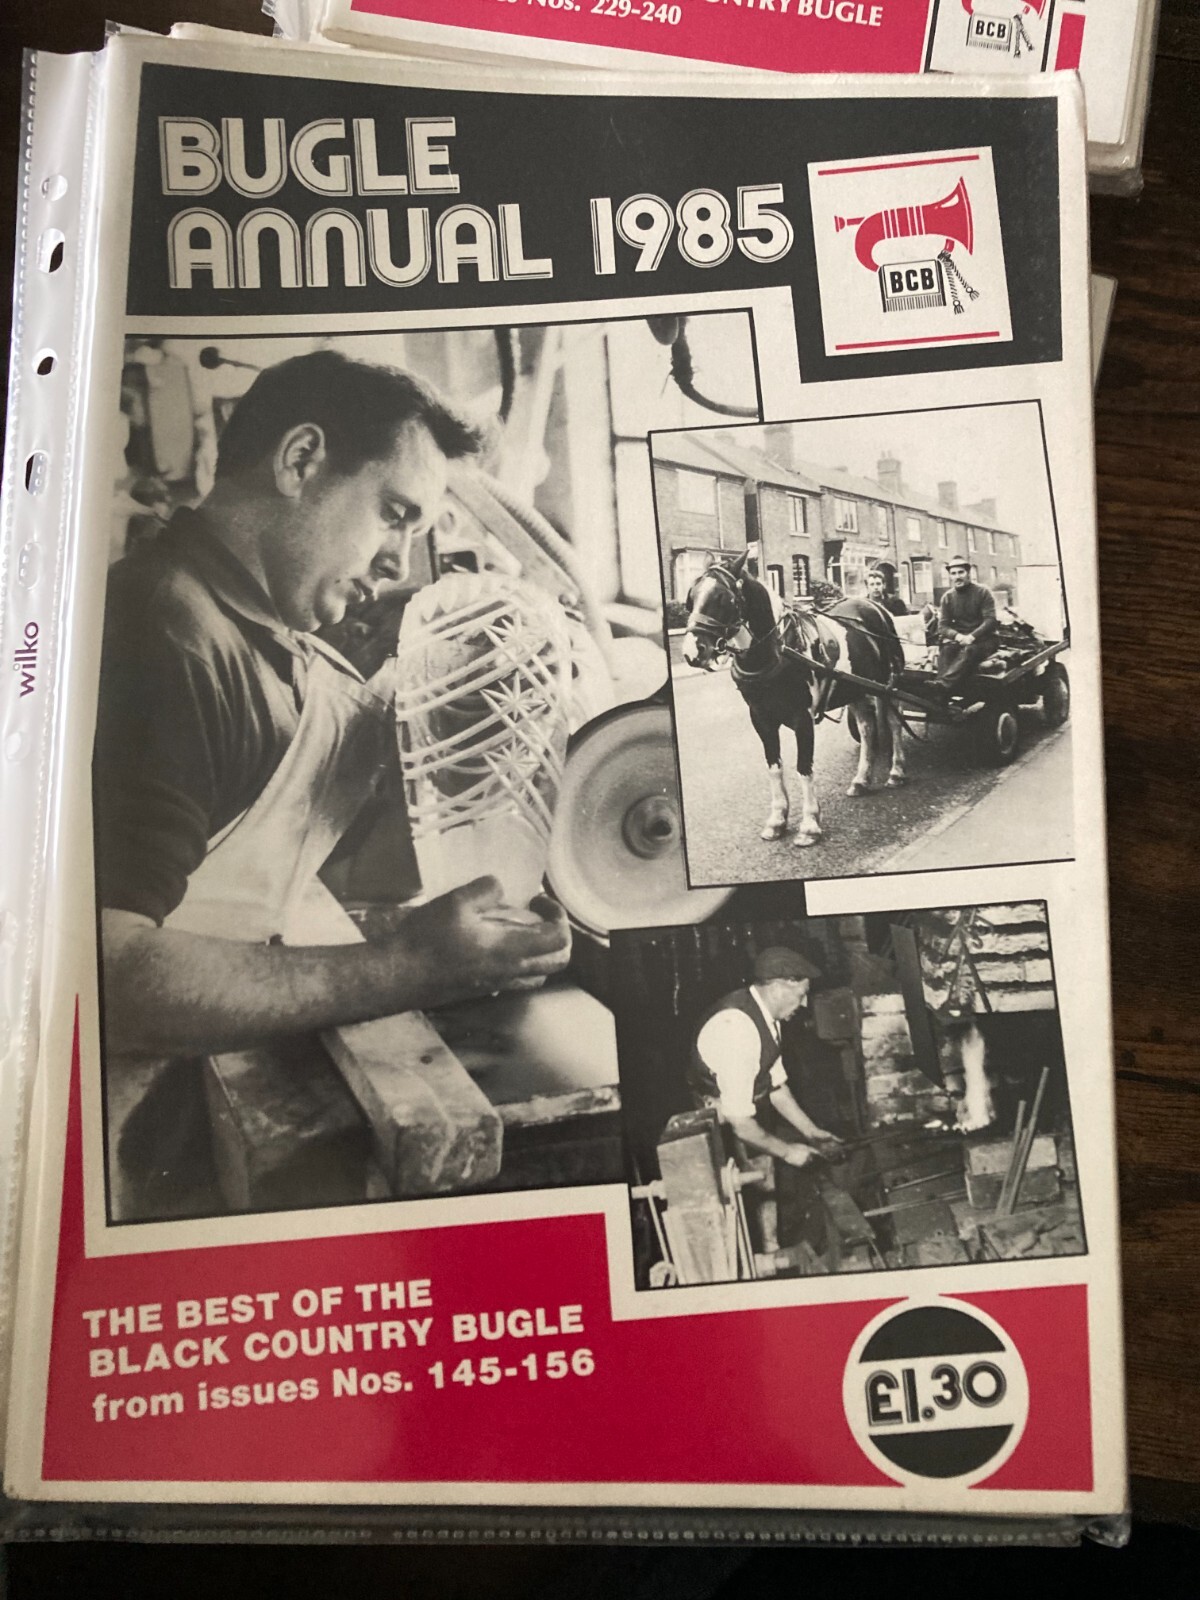 Nos. 229-240
COUNTRY BUGLE
BCB
BUGLE
ANNUAL 1985
BCB
wilko
THE BEST OF THE
BLACK COUNTRY BUGLE
from issues Nos. 145-156
£1.30